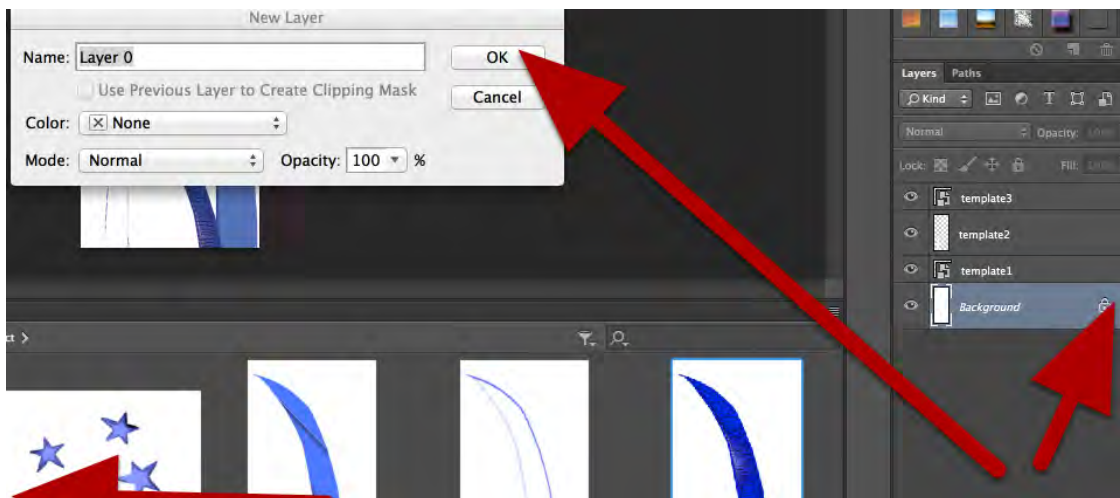 New Layer
Name: Layer 0
OK
Use Previous Layer to Create Clipping Mask
Cancel
Color: None
Mode: Normal
Opacity: 100 %
Layers Paths
Kind
T
Normal
Opacity:
Lock:
Fill:
template3
template2
template1
Background
ct >